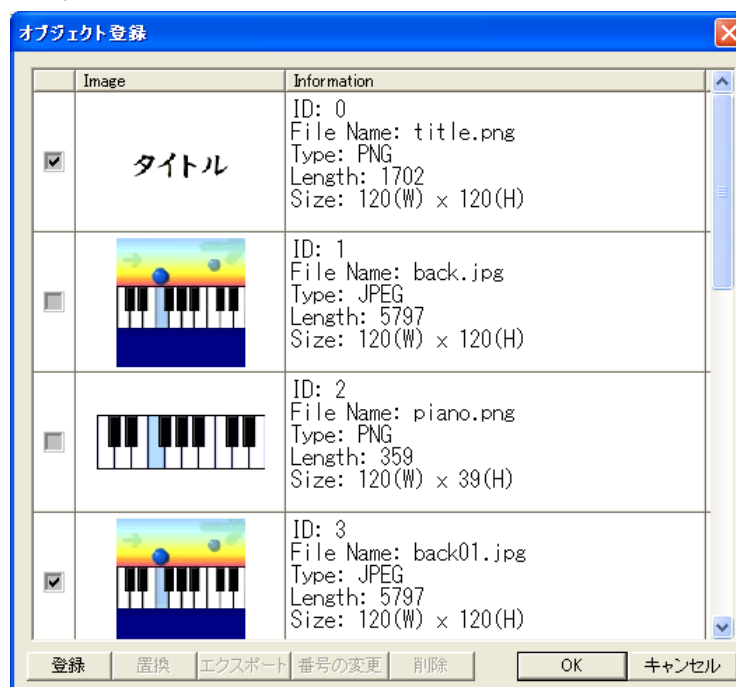 オブジェクト登録
Image Information
ID: 0
File Name: title.png
Type: PNG
Length: 1702
Size: 120(W) × 120(H)
タイトル
ID: 1
File Name: back.jpg
Type: JPEG
Length: 5797
Size: 120(W) × 120(H)
ID: 2
File Name: piano.png
Type: PNG
Length: 359
Size: 120(W) × 39(H)
ID: 3
File Name: back01.jpg
Type: JPEG
Length: 5797
Size: 120(W) × 120(H)
登録 置換 エクスポート 番号の変更 削除 OK キャンセル